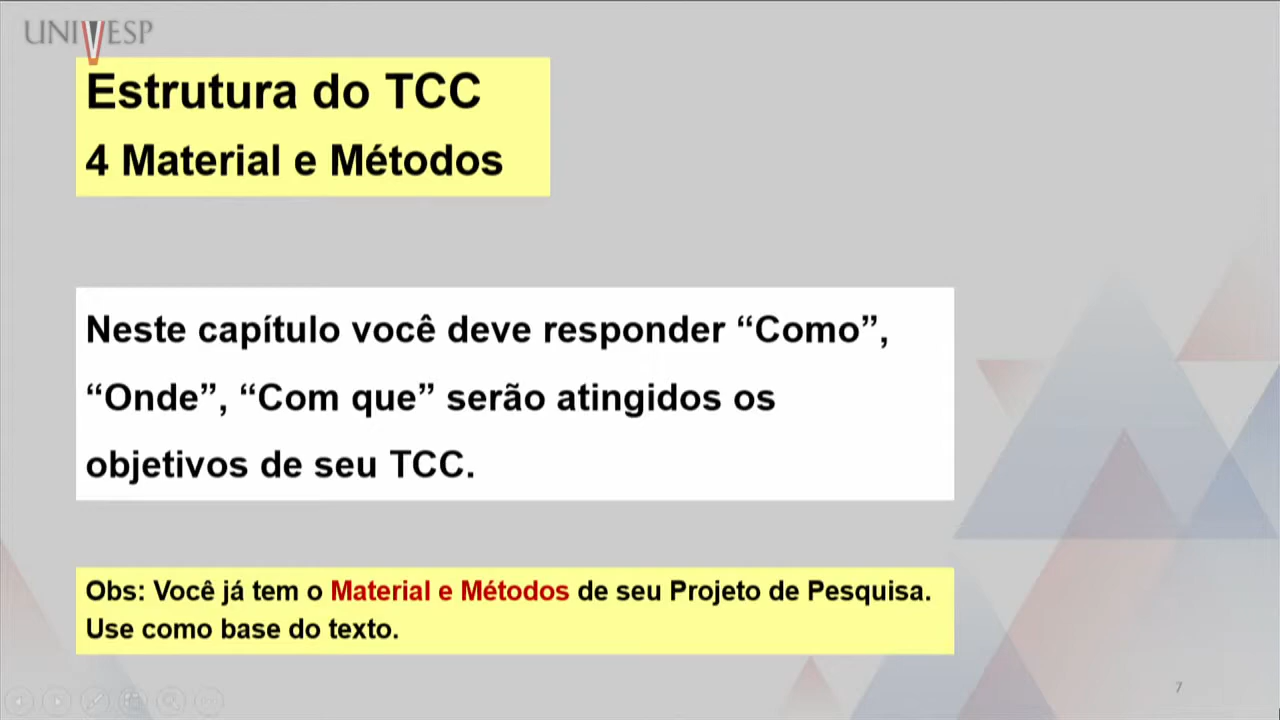 UNIVESP
Estrutura do TCC
4 Material e Métodos
Neste capítulo você deve responder “Como”,
“Onde”, “Com que” serão atingidos os
objetivos de seu TCC.
Obs: Você já tem o Material e Métodos de seu Projeto de Pesquisa.
Use como base do texto.
7